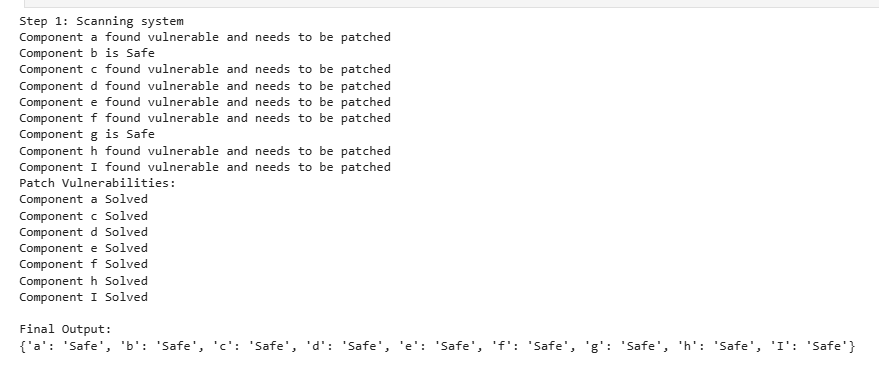 Step 1: Scanning system
Component a found vulnerable and needs to be patched
Component b is Safe
Component c found vulnerable and needs to be patched
Component d found vulnerable and needs to be patched
Component e found vulnerable and needs to be patched
Component f found vulnerable and needs to be patched
Component g is Safe
Component h found vulnerable and needs to be patched
Component I found vulnerable and needs to be patched
Patch Vulnerabilities:
Component a Solved
Component c Solved
Component d Solved
Component e Solved
Component f Solved
Component h Solved
Component I Solved
Final Output:
{'a': 'Safe', 'b': 'Safe', 'c': 'Safe', 'd': 'Safe', 'e': 'Safe', 'f': 'Safe', 'g': 'Safe', 'h': 'Safe', 'I': 'Safe'}